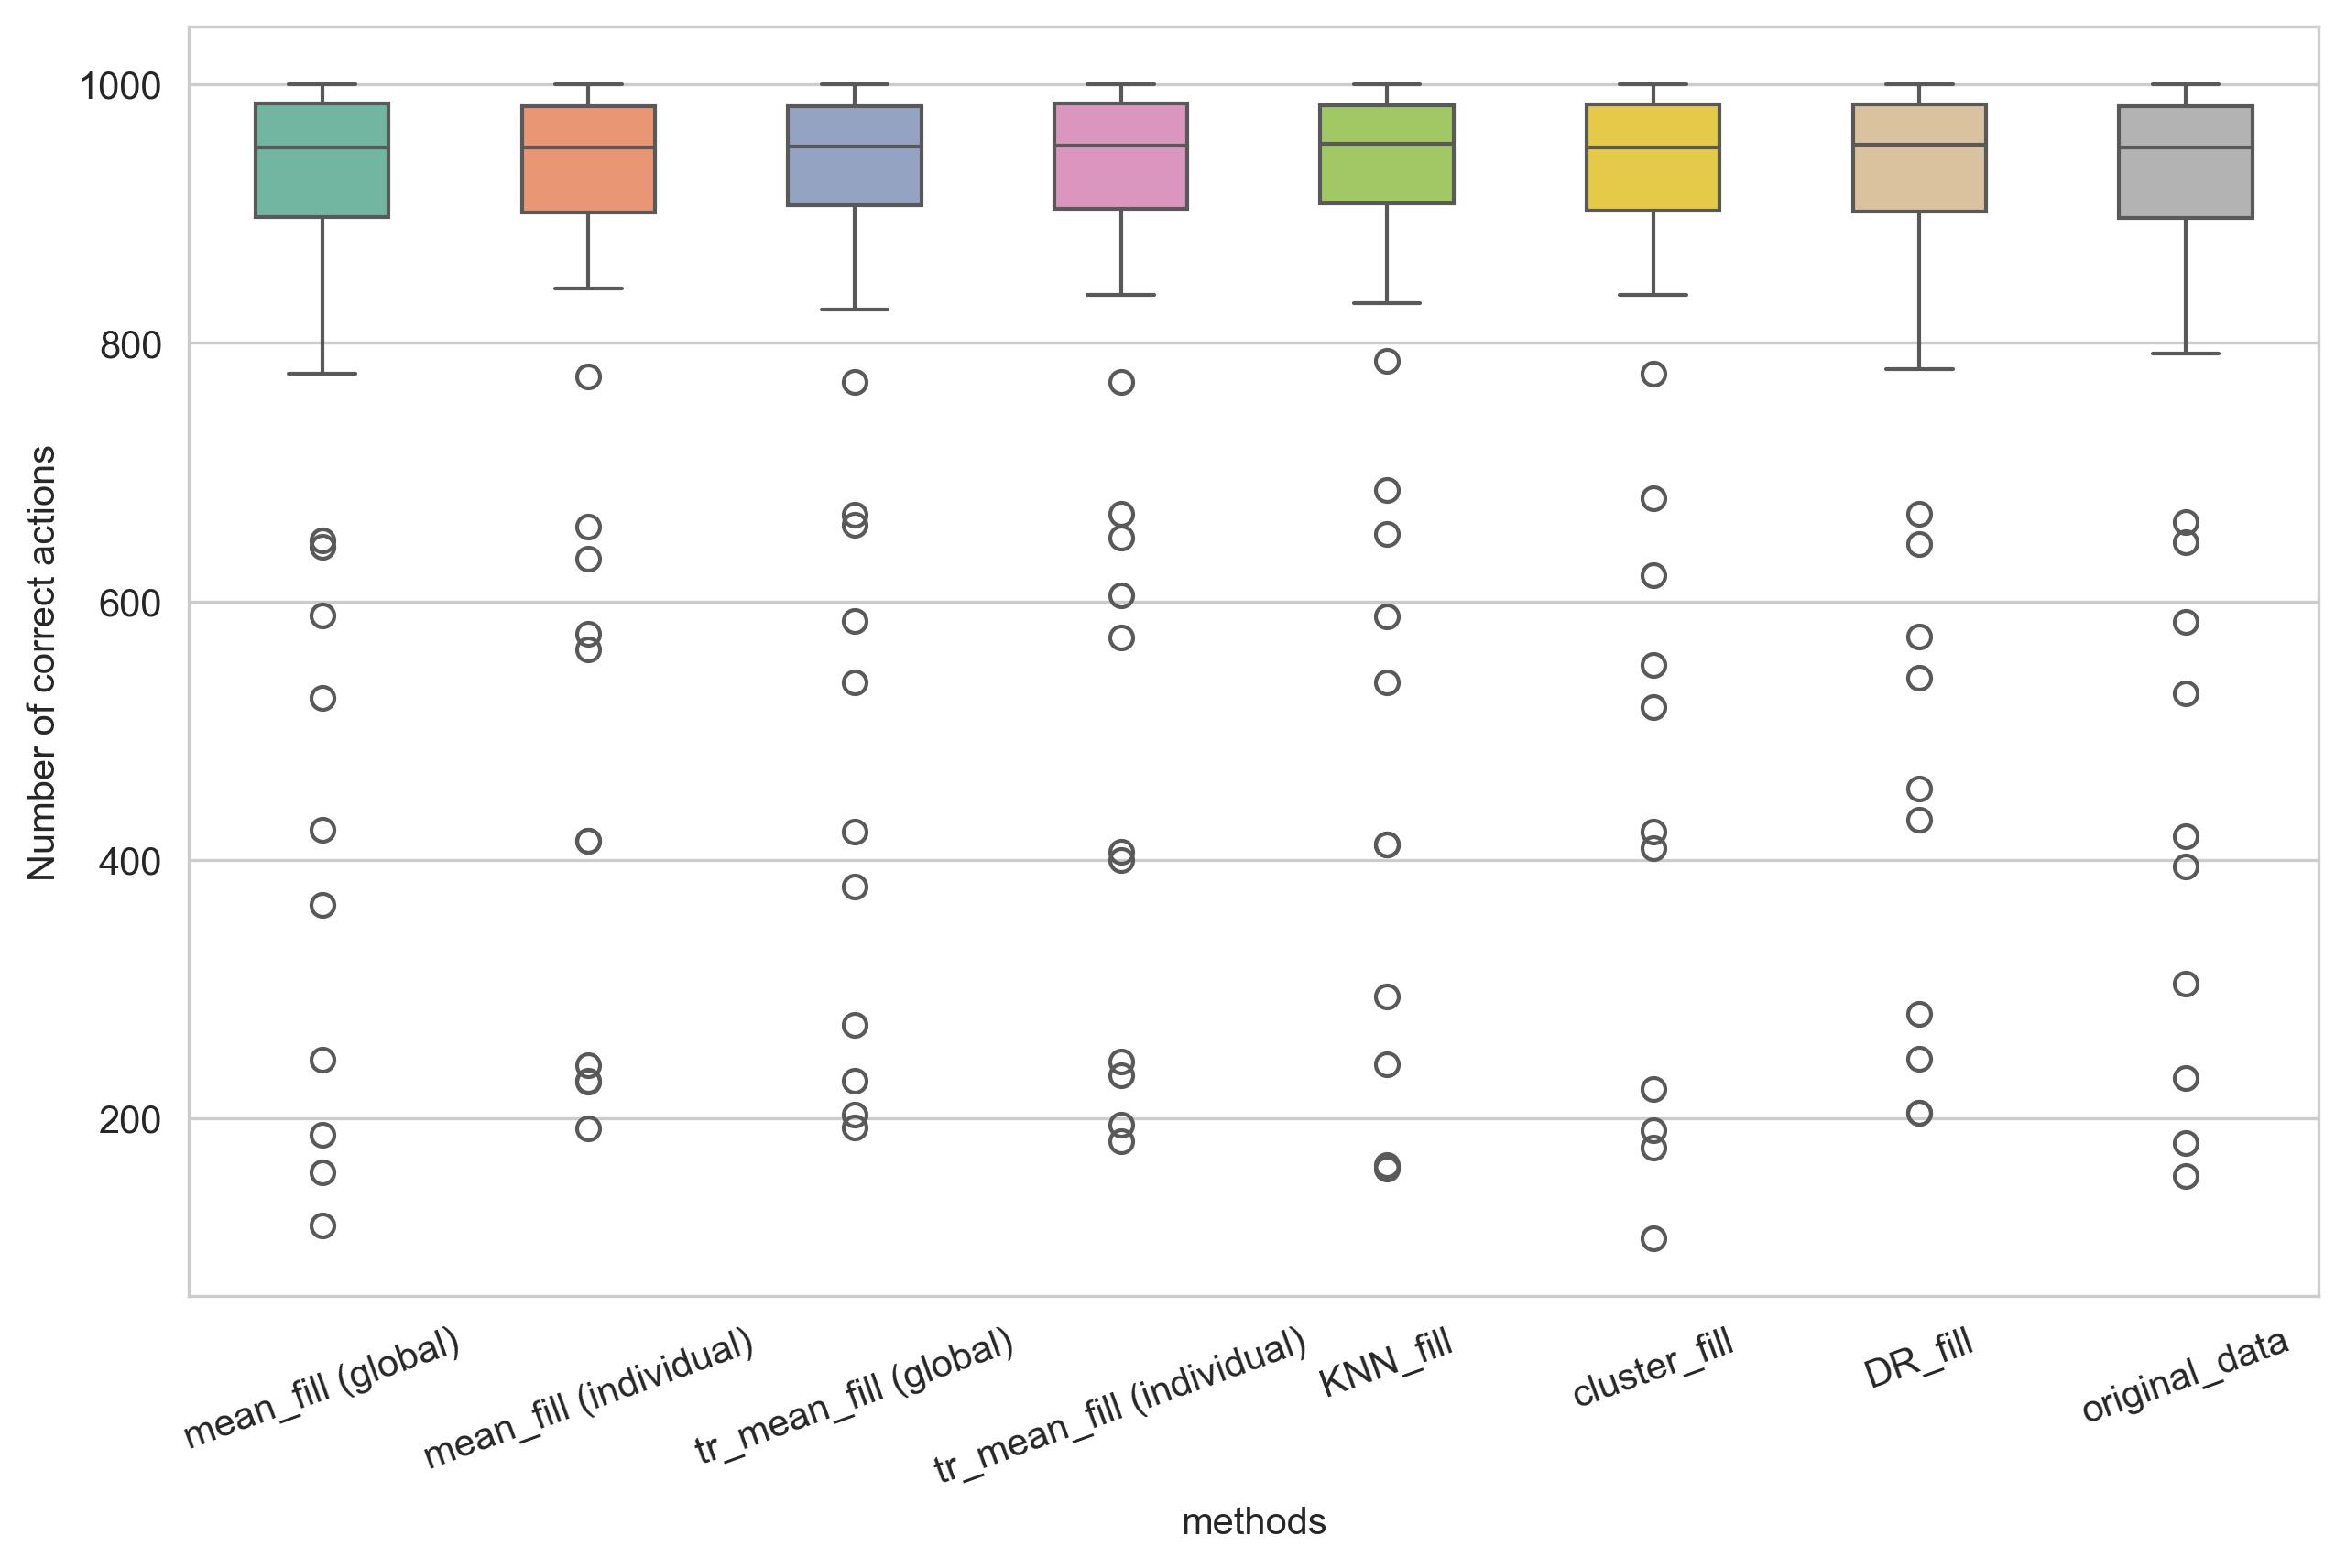 Number of correct actions
1000
800
600
400
200
mean_fill (global)
mean_fill (individual)
tr_mean_fill (global)
tr_mean_fill (individual)
KNN_fill
cluster_fill
DR_fill
original_data
methods